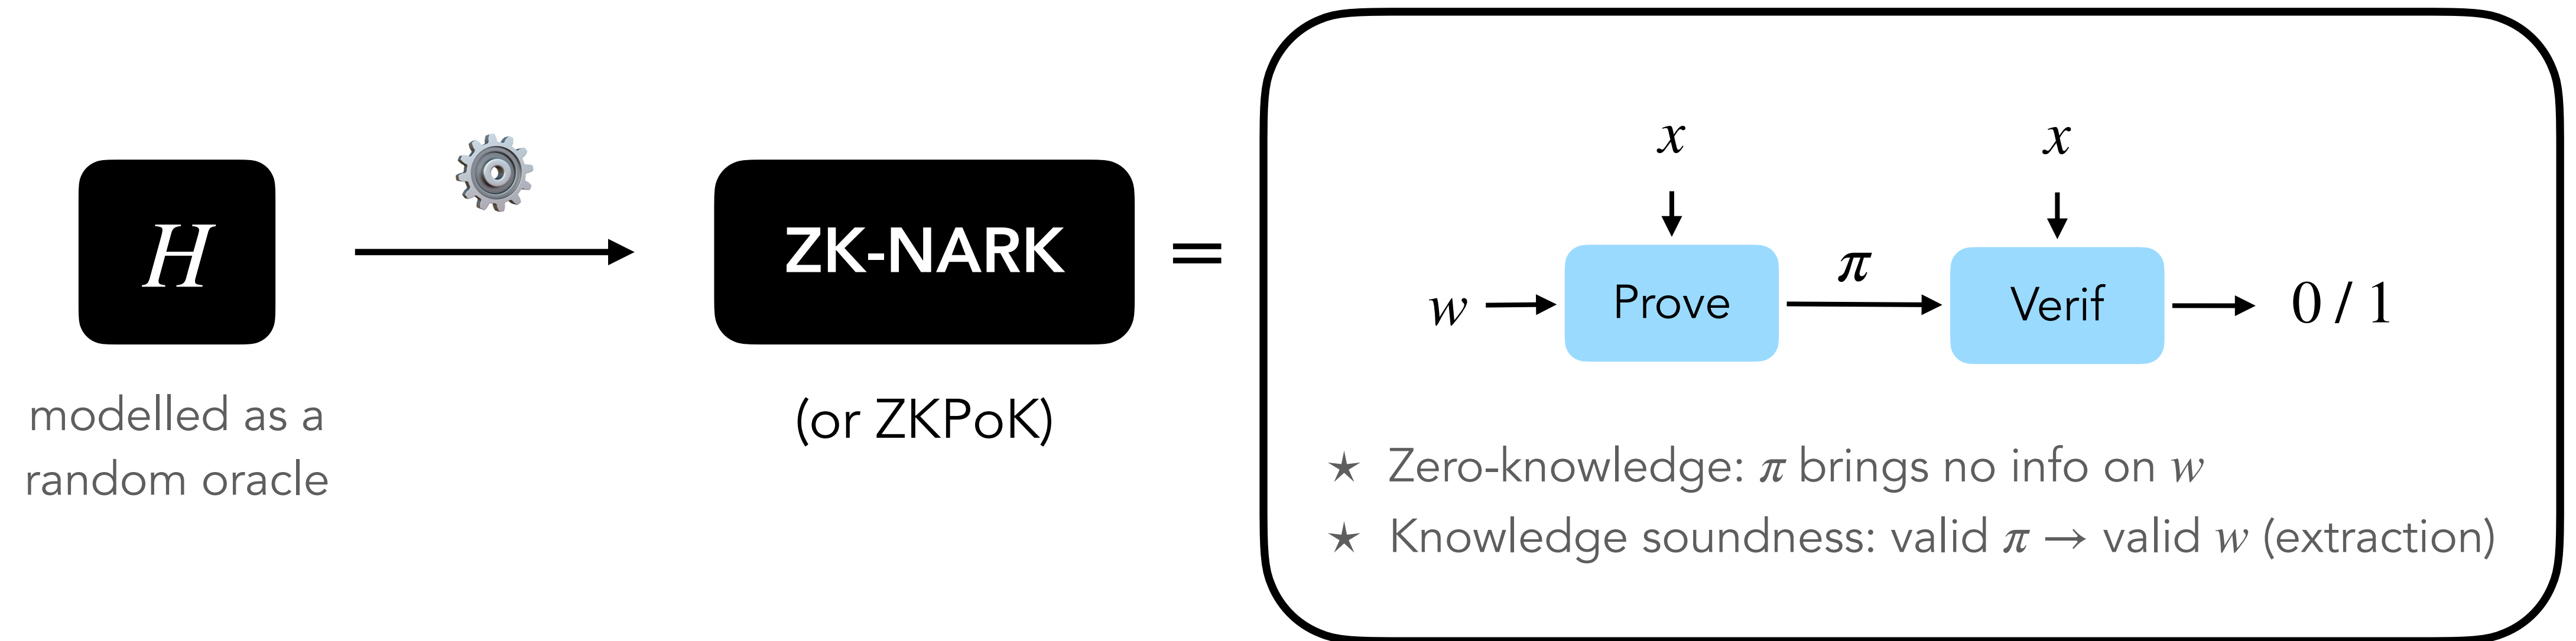 H
modelled as a
random oracle
ZK-NARK
(or ZKPoK)
=
x
x
w
Prove
π
Verif
0 / 1
★ Zero-knowledge: π brings no info on w
★ Knowledge soundness: valid π → valid w (extraction)